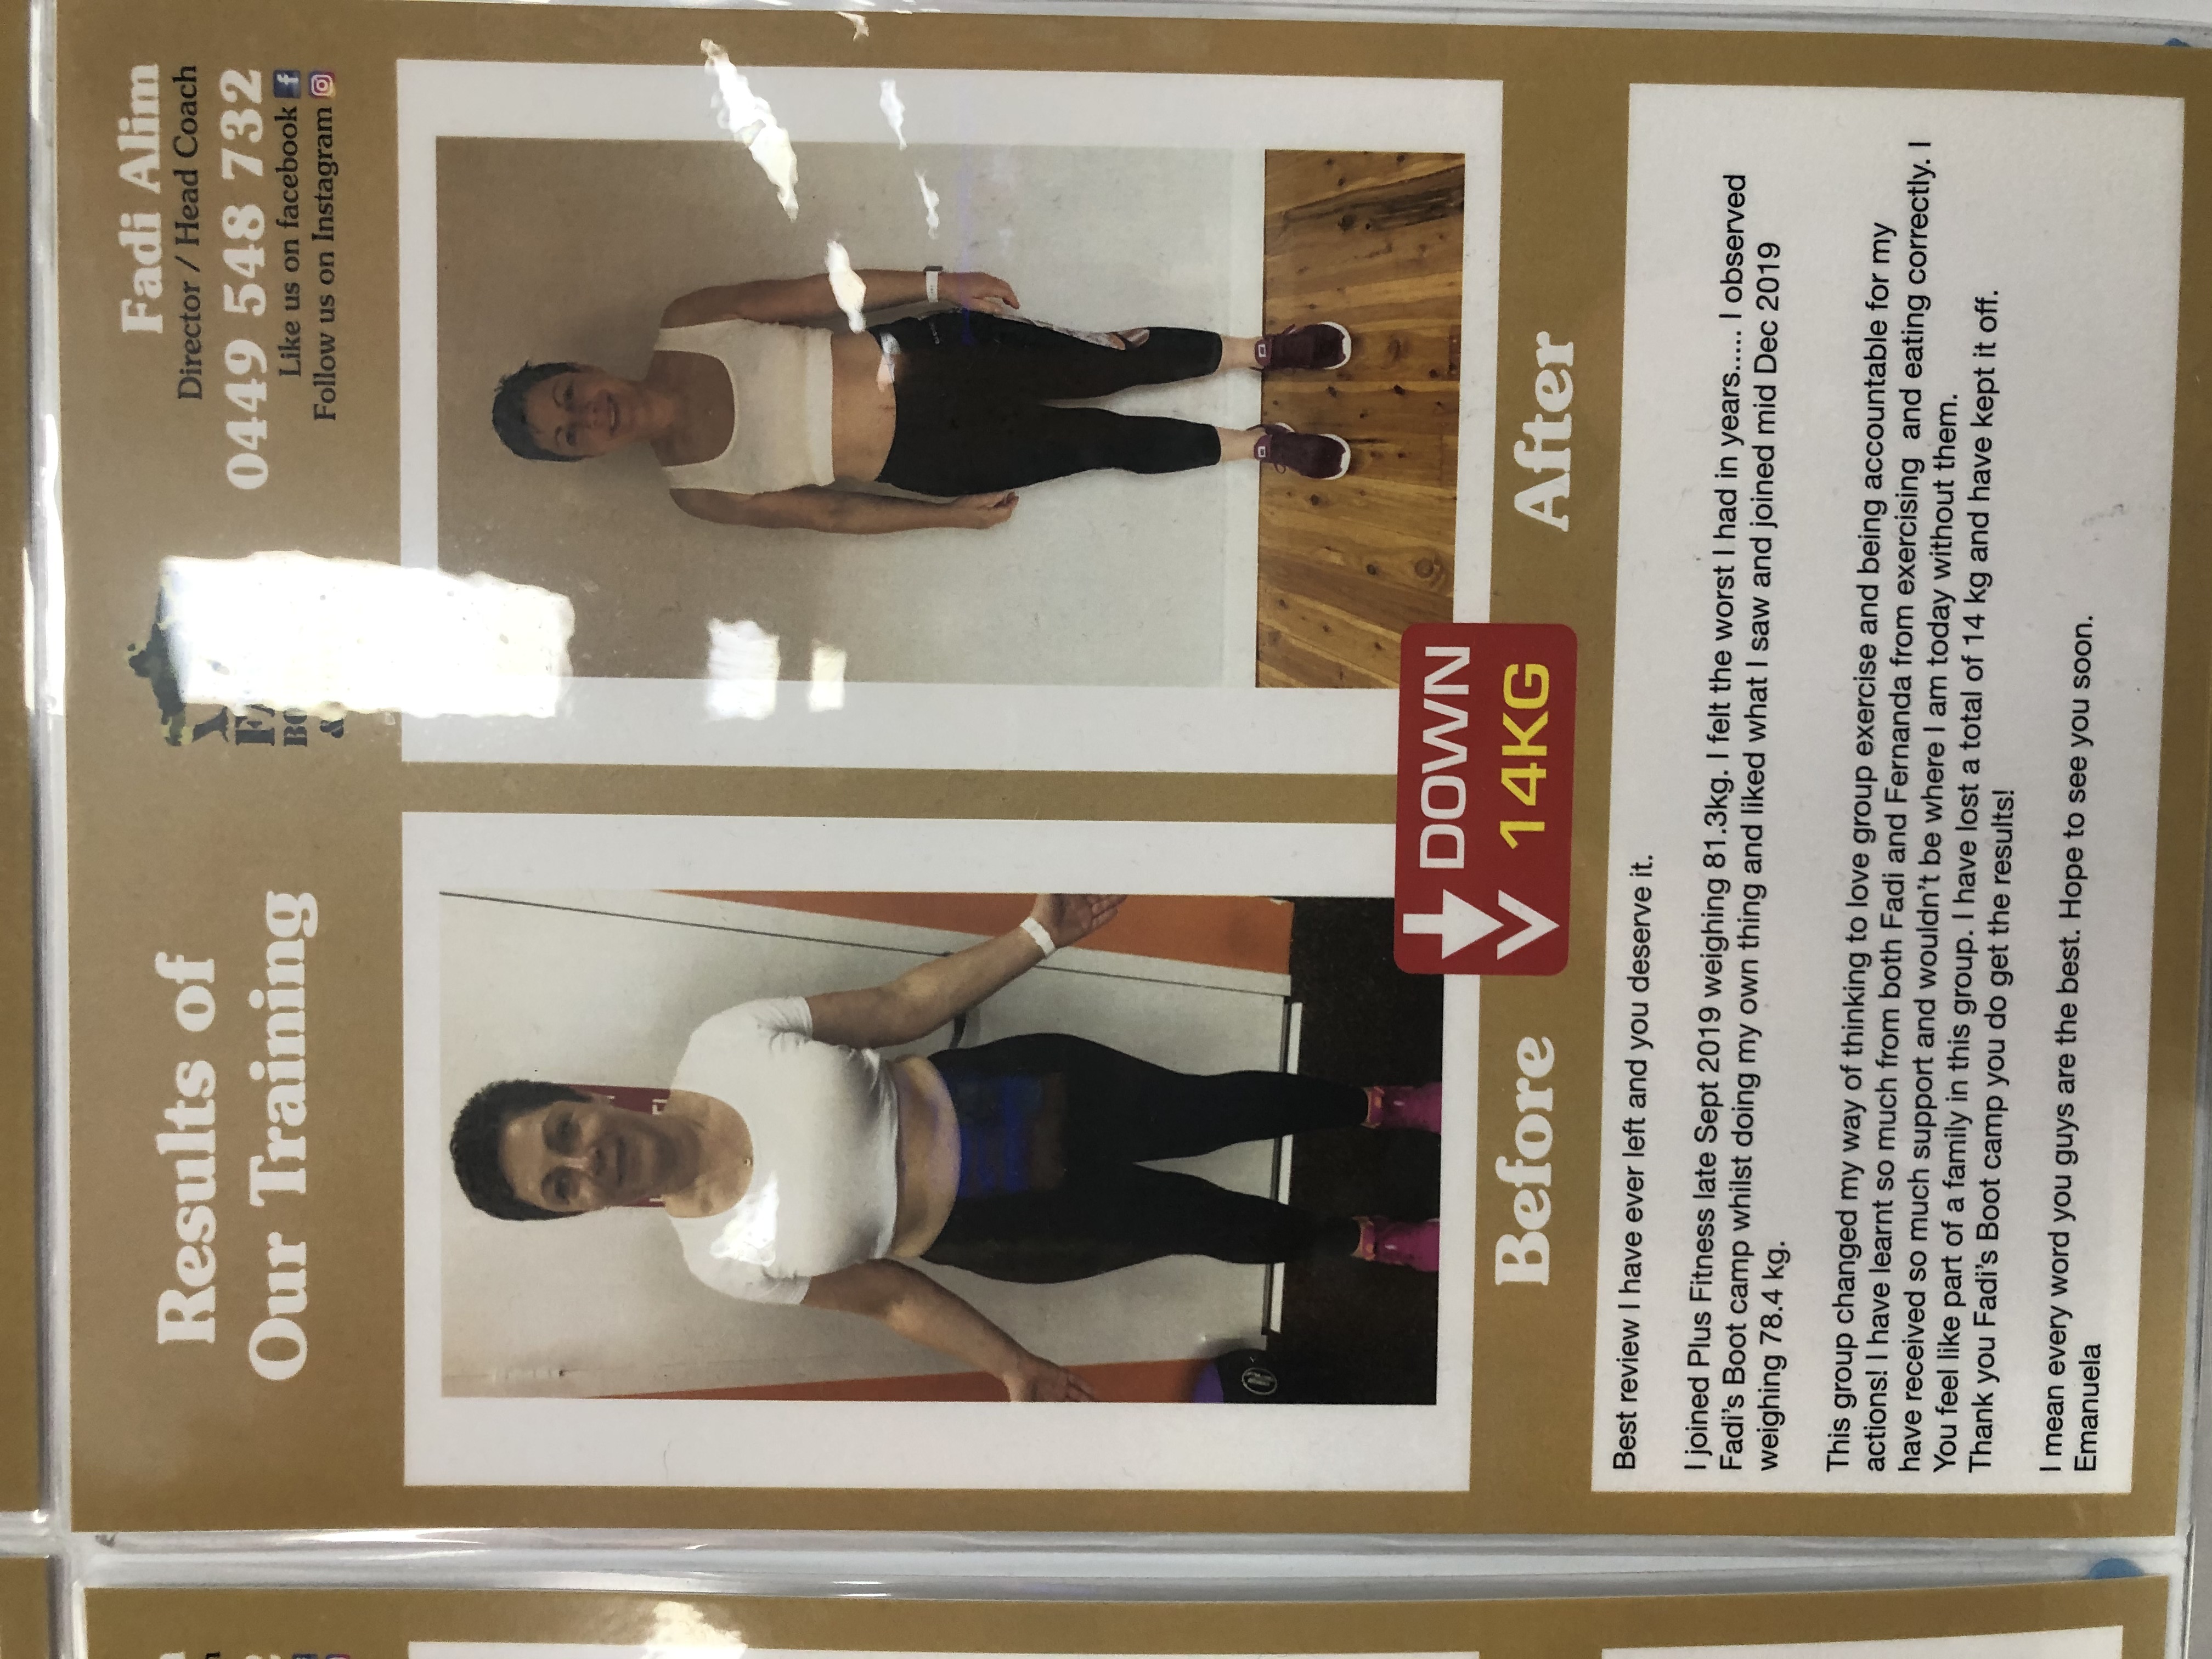 Results of
Our Training
Fadi Alim
Director / Head Coach
0449 548 732
Like us on facebook
Follow us on Instagram
&
DOWN
14KG
Before
After
Best review I have ever left and you deserve it.
I joined Plus Fitness late Sept 2019 weighing 81.3kg. I felt the worst I had in years..... I observed
Fadi's Boot camp whilst doing my own thing and liked what I saw and joined mid Dec 2019
weighing 78.4 kg.
This group changed my way of thinking to love group exercise and being accountable for my
actions! I have learnt so much from both Fadi and Fernanda from exercising  and eating correctly. I
have received so much support and wouldn't be where I am today without them.
You feel like part of a family in this group. I have lost a total of 14 kg and have kept it off.
Thank you Fadi's Boot camp you do get the results!
I mean every word you guys are the best. Hope to see you soon.
Emanuela